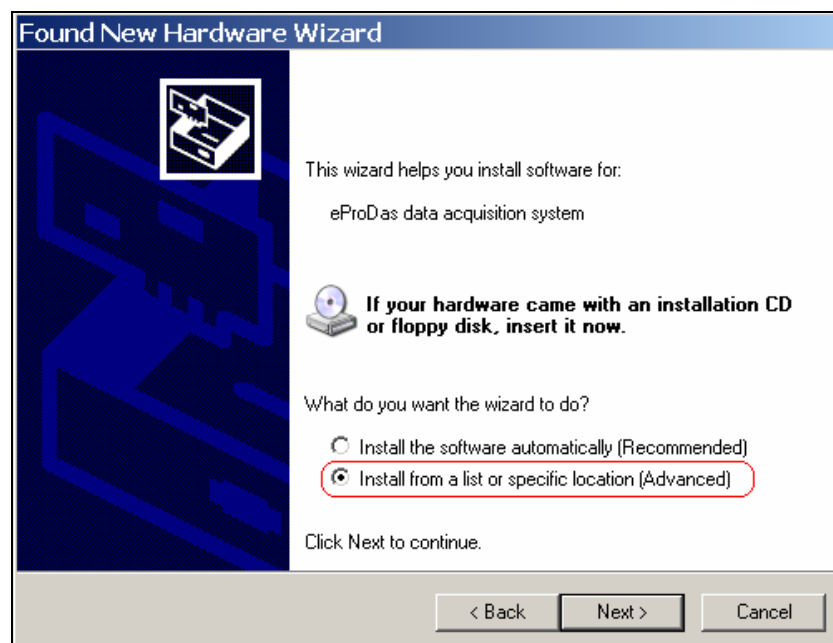 Found New Hardware Wizard
This wizard helps you install software for:
eProDas data acquisition system
If your hardware came with an installation CD
or floppy disk, insert it now.
What do you want the wizard to do?
Install the software automatically (Recommended)
Install from a list or specific location (Advanced)
Click Next to continue.
< Back Next > Cancel